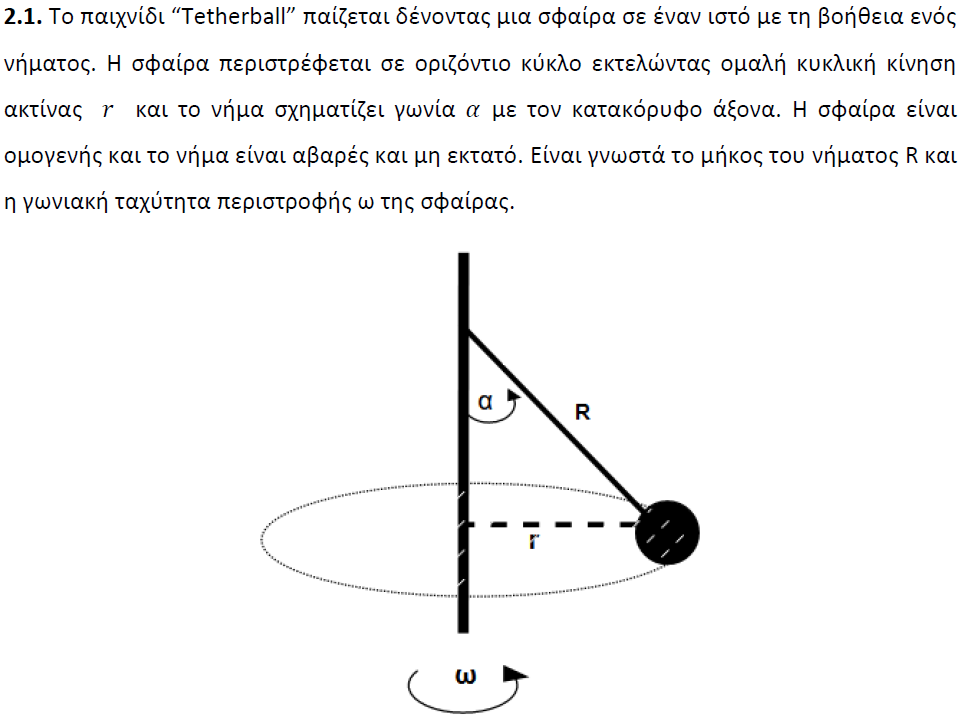 2.1. Το παιχνίδι “Tetherball” παίζεται δένοντας μια σφαίρα σε έναν ιστό με τη βοήθεια ενός
νήματος. Η σφαίρα περιστρέφεται σε οριζόντιο κύκλο εκτελώντας ομαλή κυκλική κίνηση
ακτίνας r και το νήμα σχηματίζει γωνία α με τον κατακόρυφο άξονα. Η σφαίρα είναι
ομογενής και το νήμα είναι αβαρές και μη εκτατό. Είναι γνωστά το μήκος του νήματος R και
η γωνιακή ταχύτητα περιστροφής ω της σφαίρας.
α
R
r
ω